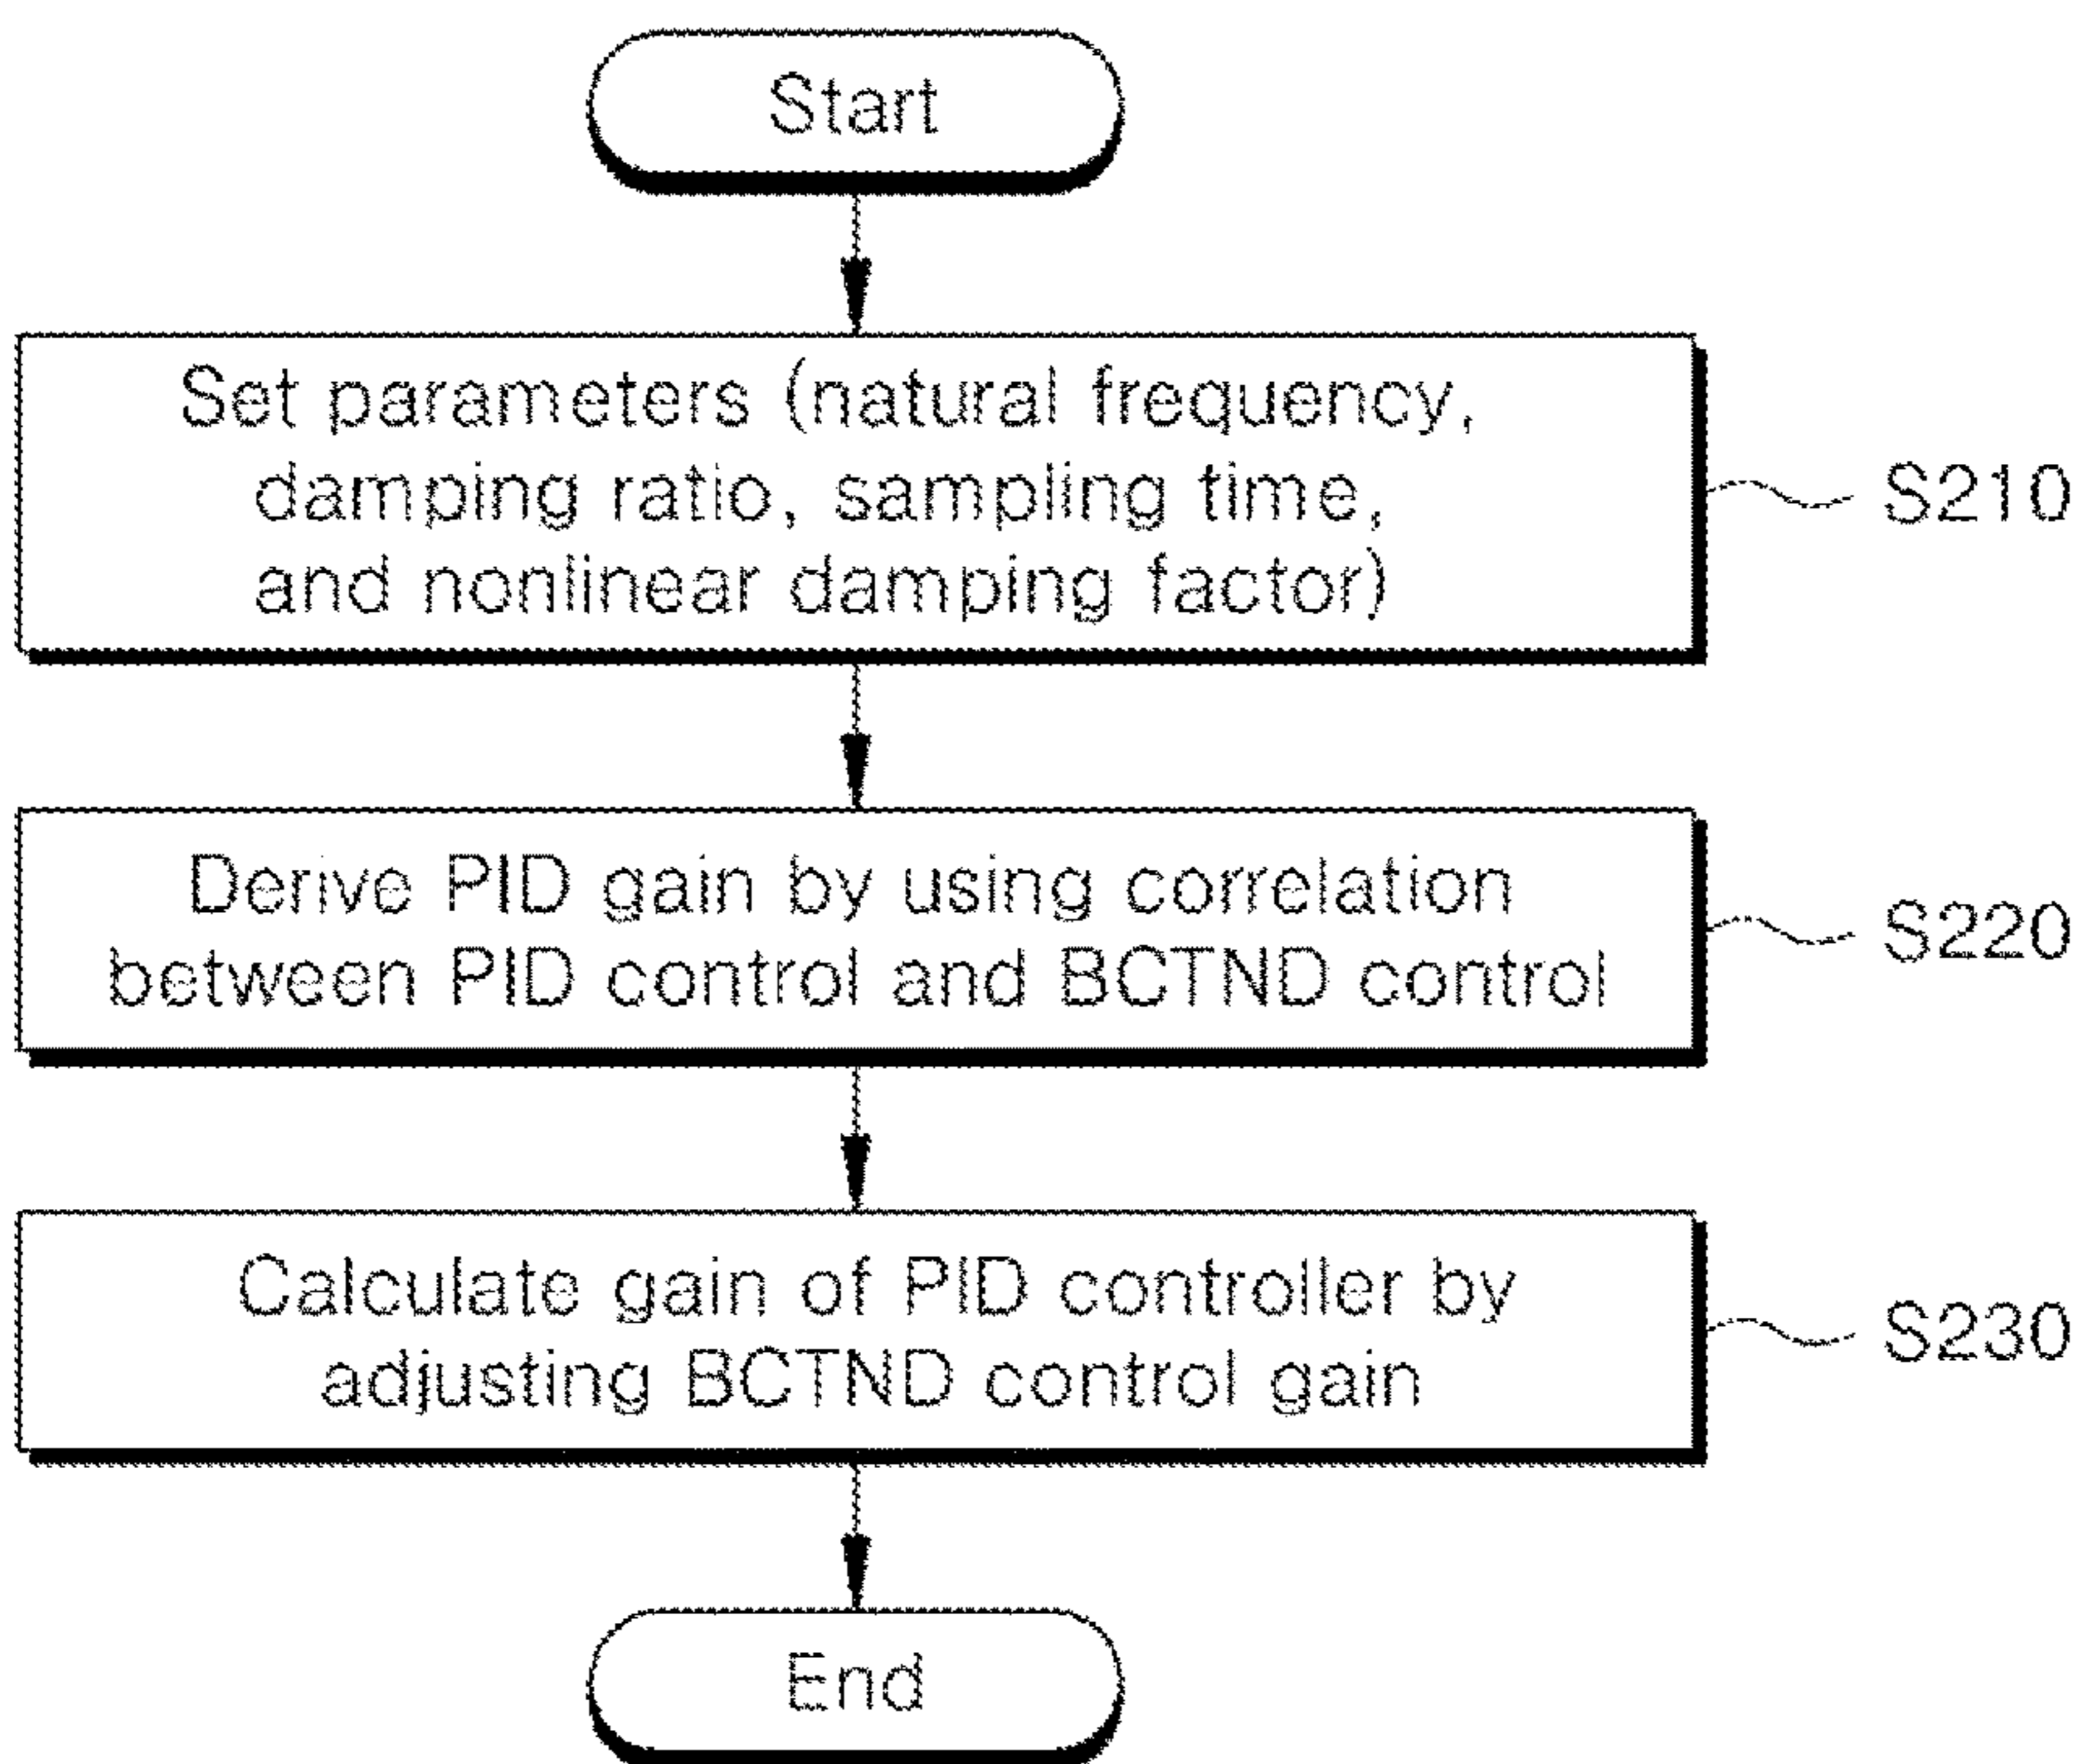 Start
Set parameters (natural frequency,
damping ratio, sampling time,
and nonlinear damping factor)
S210
Derive PID gain by using correlation
between PID control and BCTND control
S220
Calculate gain of PID controller by
adjusting BCTND control gain
S230
End